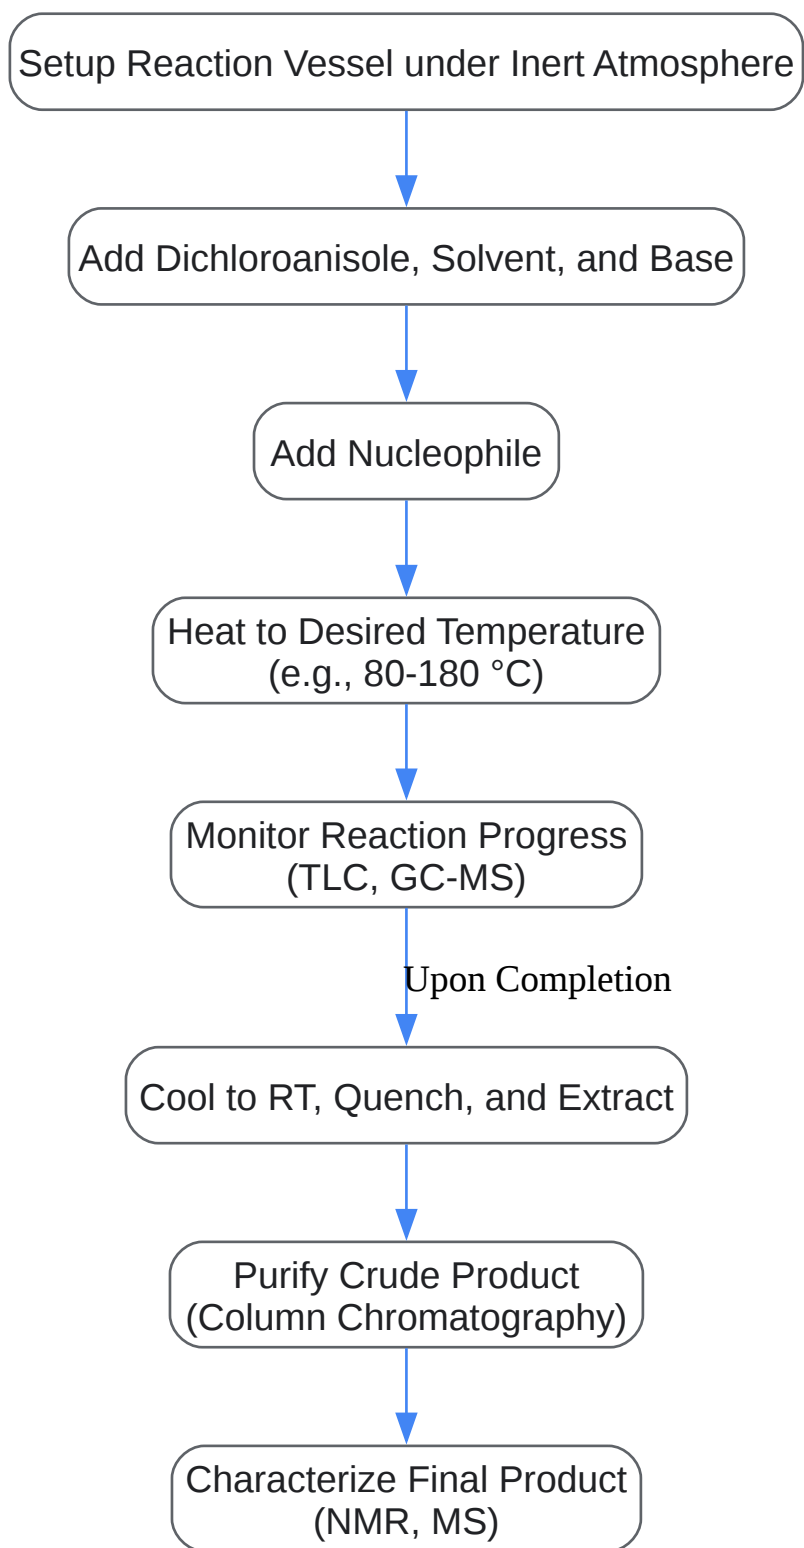 Setup Reaction Vessel under Inert Atmosphere
Add Dichloroanisole, Solvent, and Base
Add Nucleophile
Heat to Desired Temperature
(e.g., 80-180 °C)
Monitor Reaction Progress
(TLC, GC-MS)
Upon Completion
Cool to RT, Quench, and Extract
Purify Crude Product
(Column Chromatography)
Characterize Final Product
(NMR, MS)